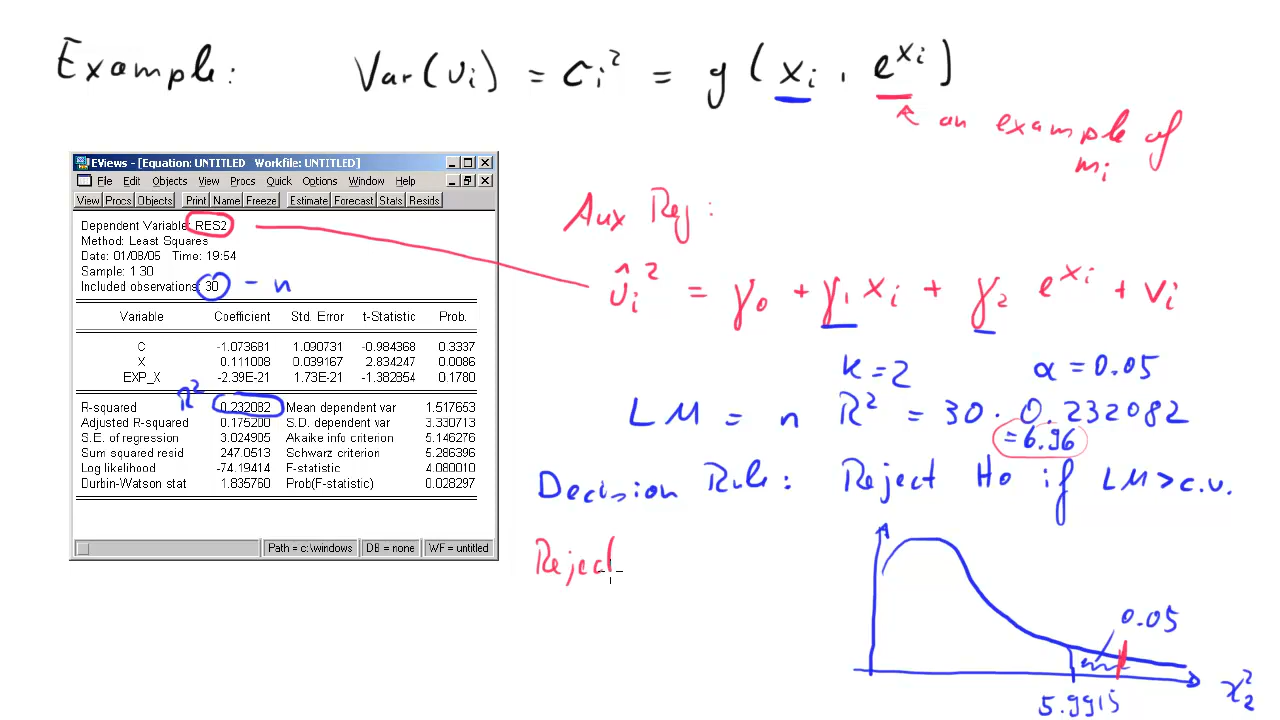 Example: Var(υi) = σi² = g(xi, e^xi)
an example of
mi
EViews - [Equation: UNTITLED Workfile: UNTITLED]
File Edit Objects View Procs Quick Options Window Help
View Procs Objects Print Name Freeze Estimate Forecast Stats Resids
Dependent Variable: RES2
Method: Least Squares
Date: 01/08/05 Time: 19:54
Sample: 1 30
Included observations: 30 - n
Variable Coefficient Std. Error t-Statistic Prob.
C -1.073681 1.090731 -0.984368 0.3337
X 0.111008 0.039167 2.834247 0.0086
EXP_X -2.39E-21 1.73E-21 -1.382854 0.1780
R²
R-squared 0.232082 Mean dependent var 1.517653
Adjusted R-squared 0.175200 S.D. dependent var 3.330713
S.E. of regression 3.024905 Akaike info criterion 5.146276
Sum squared resid 247.0513 Schwarz criterion 5.286396
Log likelihood -74.19414 F-statistic 4.080010
Durbin-Watson stat 1.835760 Prob(F-statistic) 0.028297
Path = c:\windows DB = none WF = untitled
Aux Reg:
υ̂i² = γ0 + γ1 xi + γ2 e^xi + vi
k = 2 α = 0.05
LM = n R² = 30 · 0.232082
= 6.96
Decision Rule: Reject Ho if LM > c.v.
Reject
0.05
5.9915
χ²2